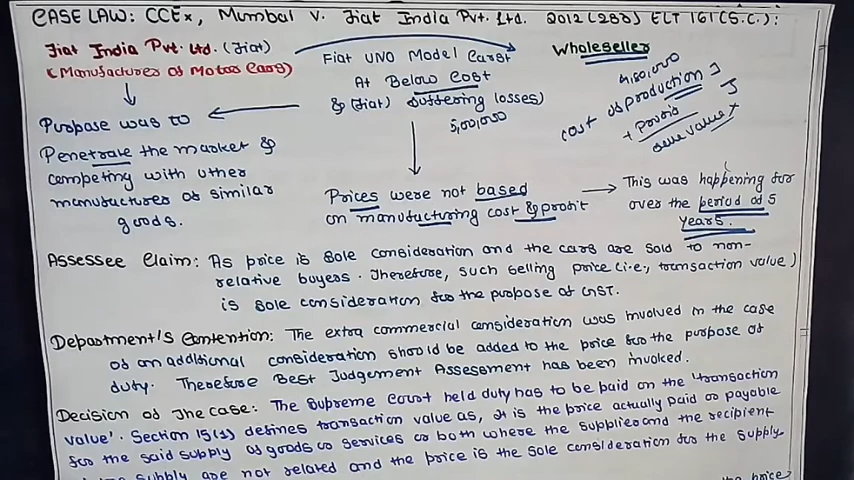 CASE LAW: CCEx, Mumbai V. Fiat India Pvt. Ltd. 2012 (283) ELT 161 (S.C.):
Fiat India Pvt. Ltd. (Fiat)
(Manufactures of Motor Cars)
Fiat UNO Model Cars
At Below Cost
& (Fiat) Suffering losses)
5,00,000
Wholeseller
4,80,000
Cost of production
+ Profit
Sale value
Purpose was to
Penetrate the market &
competing with other
manufactures of similar
goods.
Prices were not based
on manufacturing cost & profit
This was happening for
over the period of 5
Years.
Assessee Claim: As price is sole consideration and the cars are sold to non-
relative buyers. Therefore, such selling price (i.e., transaction value)
is sole consideration for the purpose of GST.
Department's Contention: The extra commercial consideration was involved in the case
of an additional consideration should be added to the price for the purpose of
duty. Therefore Best Judgement Assessment has been invoked.
Decision of The case: The Supreme Court held duty has to be paid on the 'transaction
value'. Section 15(1) defines transaction value as, It is the price actually paid or payable
for the said supply of goods or services or both where the supplier and the recipient
supply are not related and the price is the sole consideration for the supply
the price